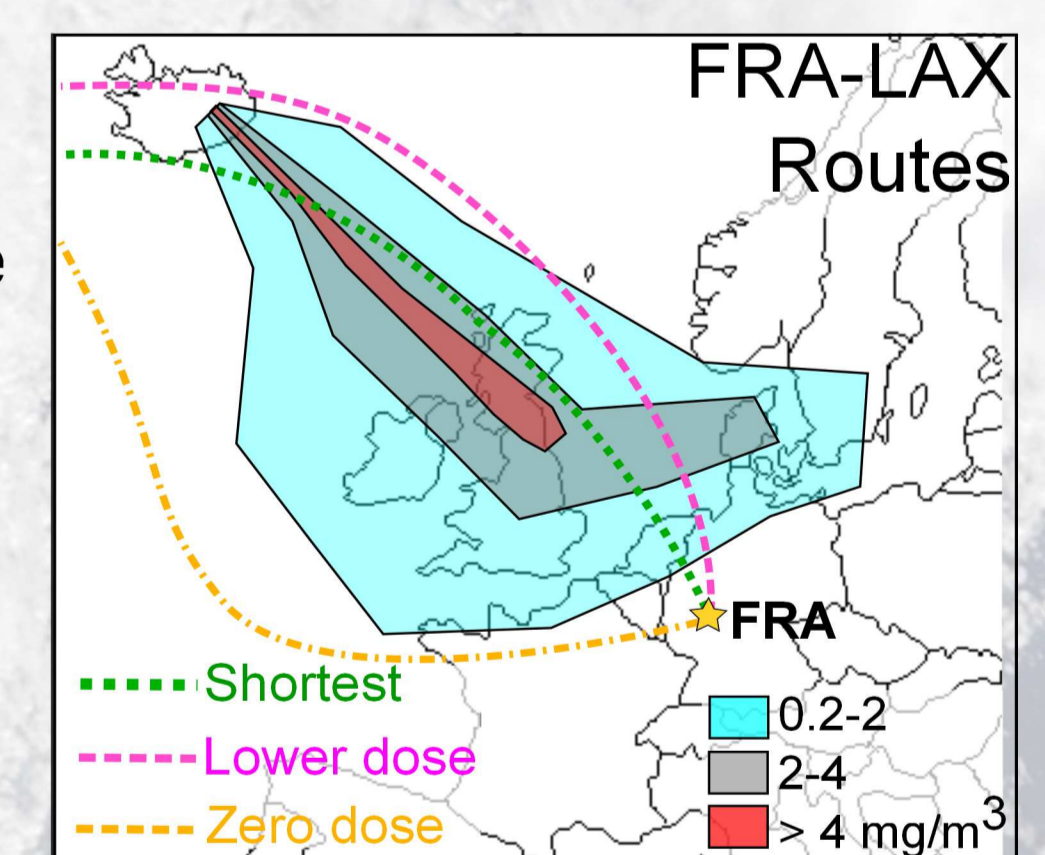 e
FRA-LAX
Routes
FRA
Shortest
Lower dose
Zero dose
0.2-2
2-4
> 4 mg/m³